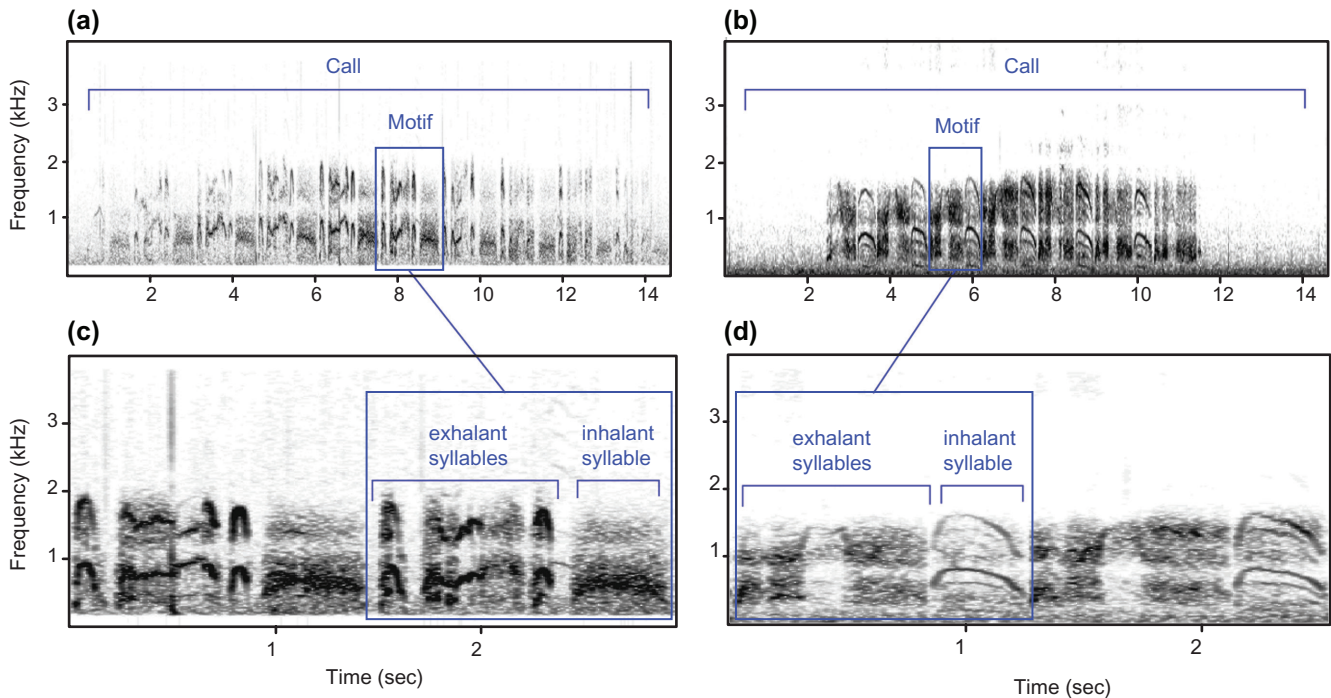 (a)
Frequency (kHz)
3
2
1
Call
Motif
2 4 6 8 10 12 14
(b)
3
2
1
Call
Motif
2 4 6 8 10 12 14
(c)
Frequency (kHz)
3
2
1
exhalant
syllables
inhalant
syllable
1 2
Time (sec)
(d)
3
2
1
exhalant
syllables
inhalant
syllable
1 2
Time (sec)